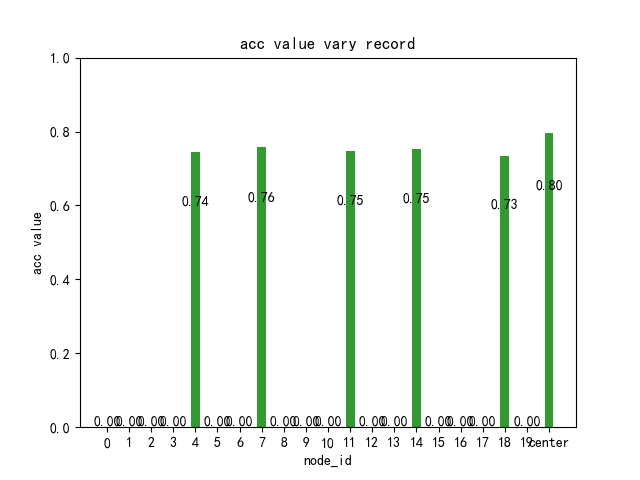 acc value vary record
acc value
1.0
0.8
0.6
0.4
0.2
0.0
0.00 0.00 0.00 0.00 0.74 0.00 0.00 0.76 0.00 0.00 0.00 0.75 0.00 0.00 0.75 0.00 0.00 0.00 0.73 0.00 0.80
0 1 2 3 4 5 6 7 8 9 10 11 12 13 14 15 16 17 18 19 center
node_id